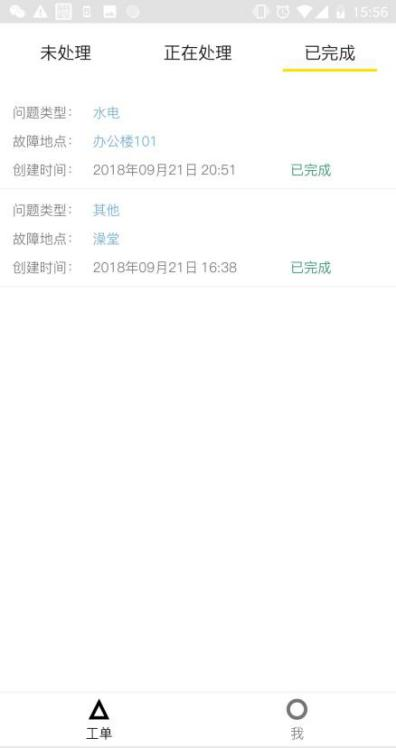 15:56
未处理 正在处理 已完成
问题类型： 水电
故障地点： 办公楼101
创建时间： 2018年09月21日 20:51 已完成
问题类型： 其他
故障地点： 澡堂
创建时间： 2018年09月21日 16:38 已完成
工单 我